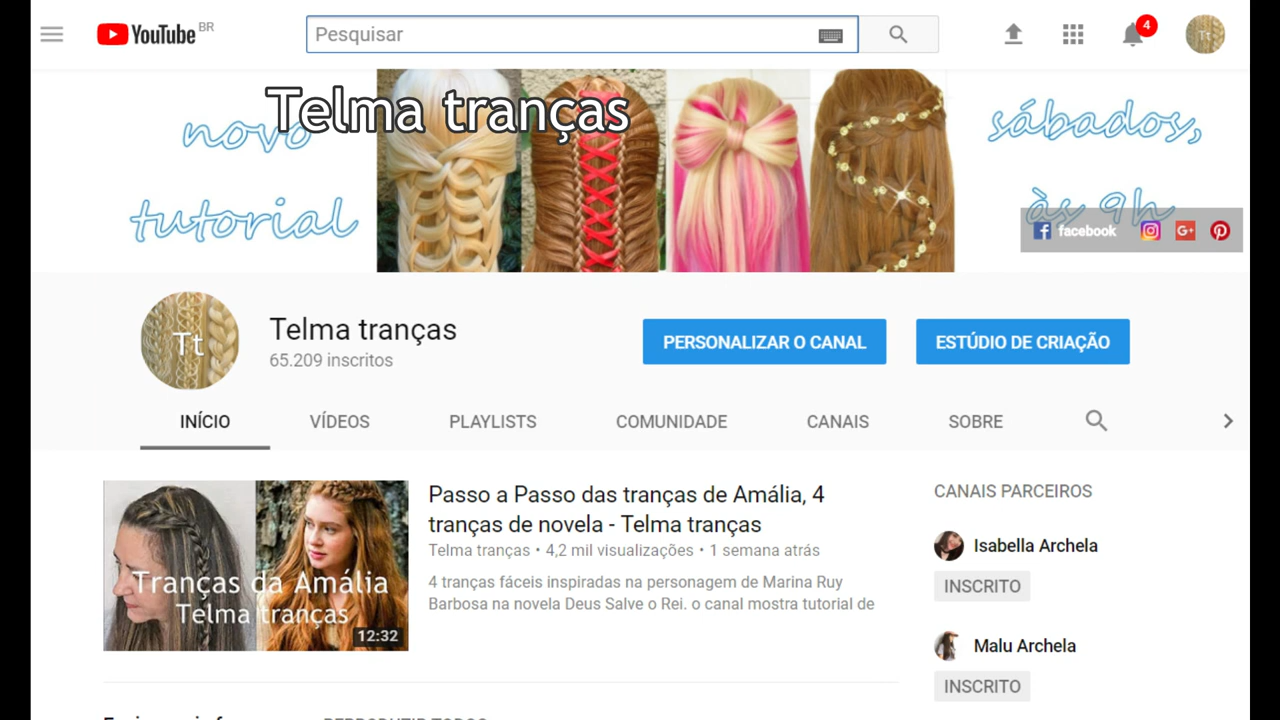 YouTube BR
Pesquisar
4
Tt
Telma tranças
novo
tutorial
sábados,
às 9h
facebook
Tt
Telma tranças
65.209 inscritos
PERSONALIZAR O CANAL
ESTÚDIO DE CRIAÇÃO
INÍCIO
VÍDEOS
PLAYLISTS
COMUNIDADE
CANAIS
SOBRE
Tranças da Amália
Telma tranças
12:32
Passo a Passo das tranças de Amália, 4
tranças de novela - Telma tranças
Telma tranças • 4,2 mil visualizações • 1 semana atrás
4 tranças fáceis inspiradas na personagem de Marina Ruy
Barbosa na novela Deus Salve o Rei. o canal mostra tutorial de
CANAIS PARCEIROS
Isabella Archela
INSCRITO
Malu Archela
INSCRITO